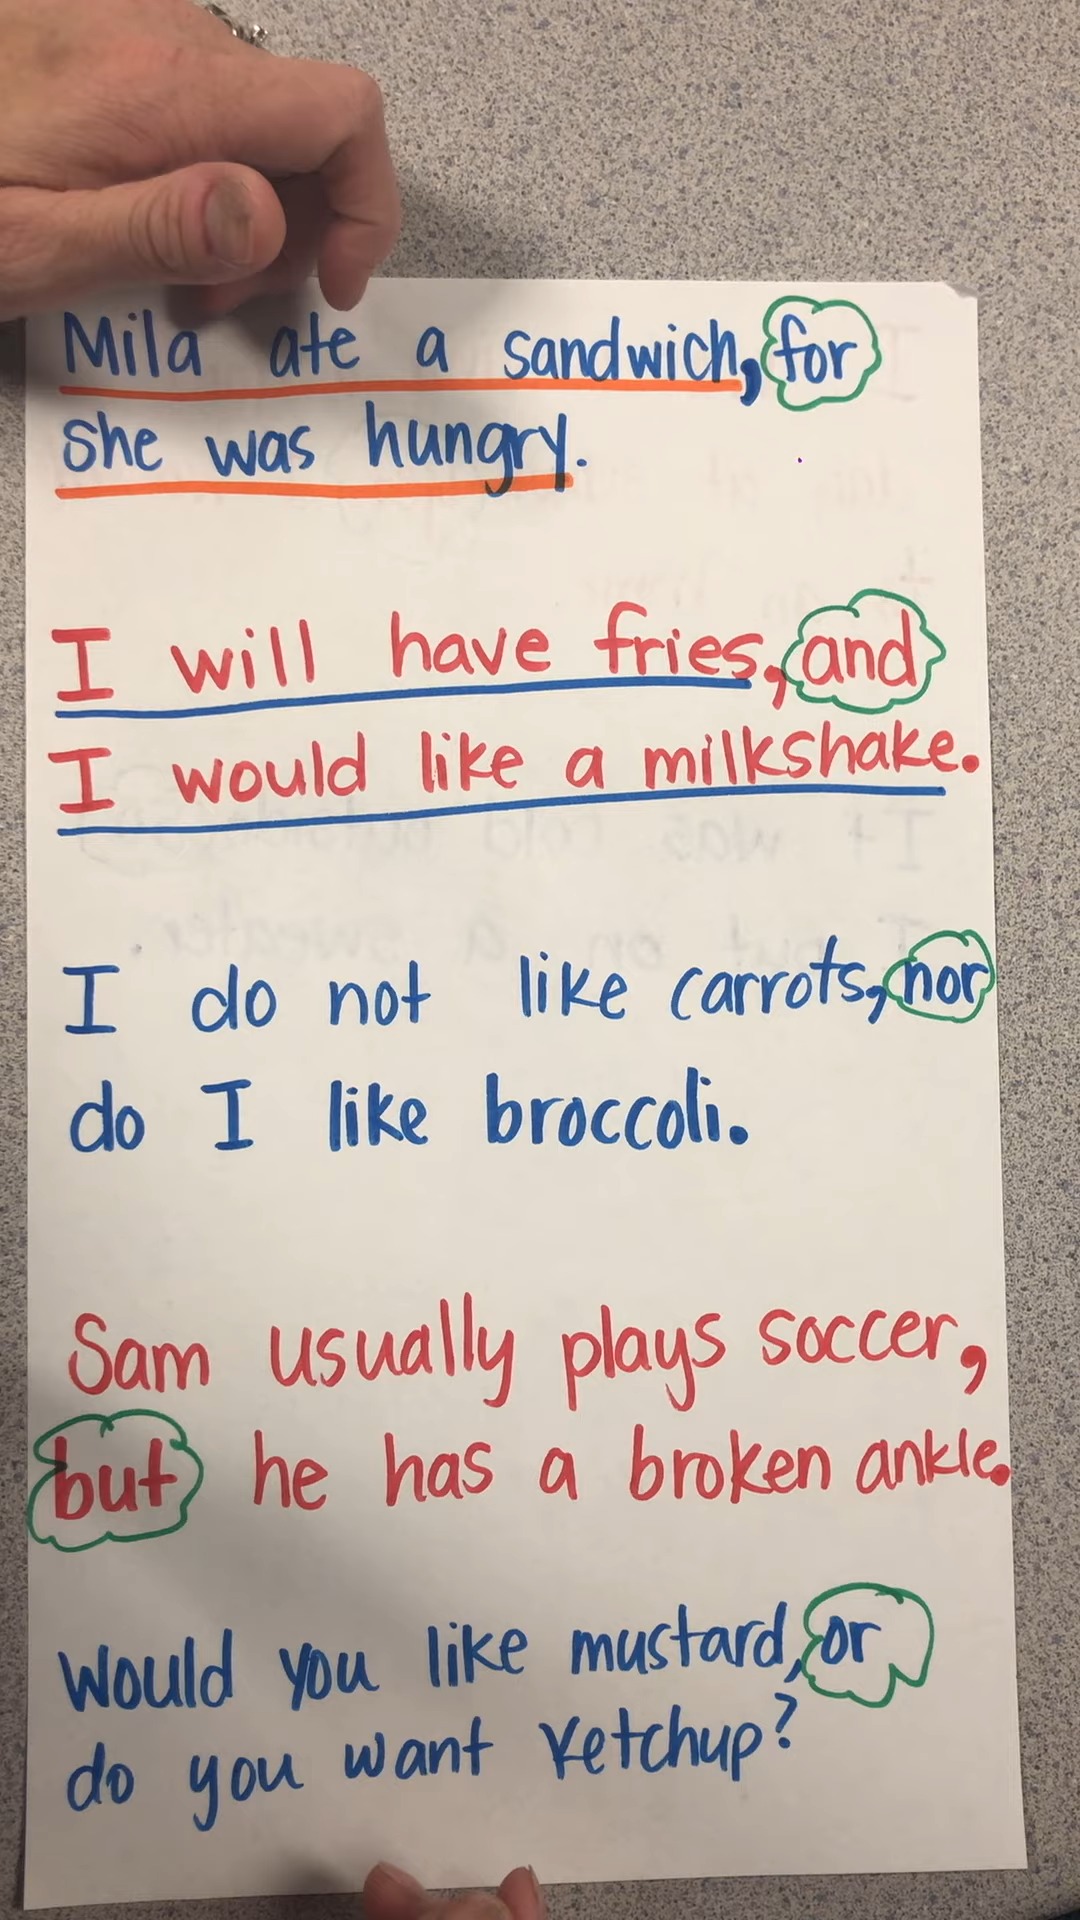 Mila ate a sandwich, for
she was hungry.
I will have fries, and
I would like a milkshake.
I do not like carrots, nor
do I like broccoli.
Sam usually plays soccer,
but he has a broken ankle.
Would you like mustard, or
do you want ketchup?